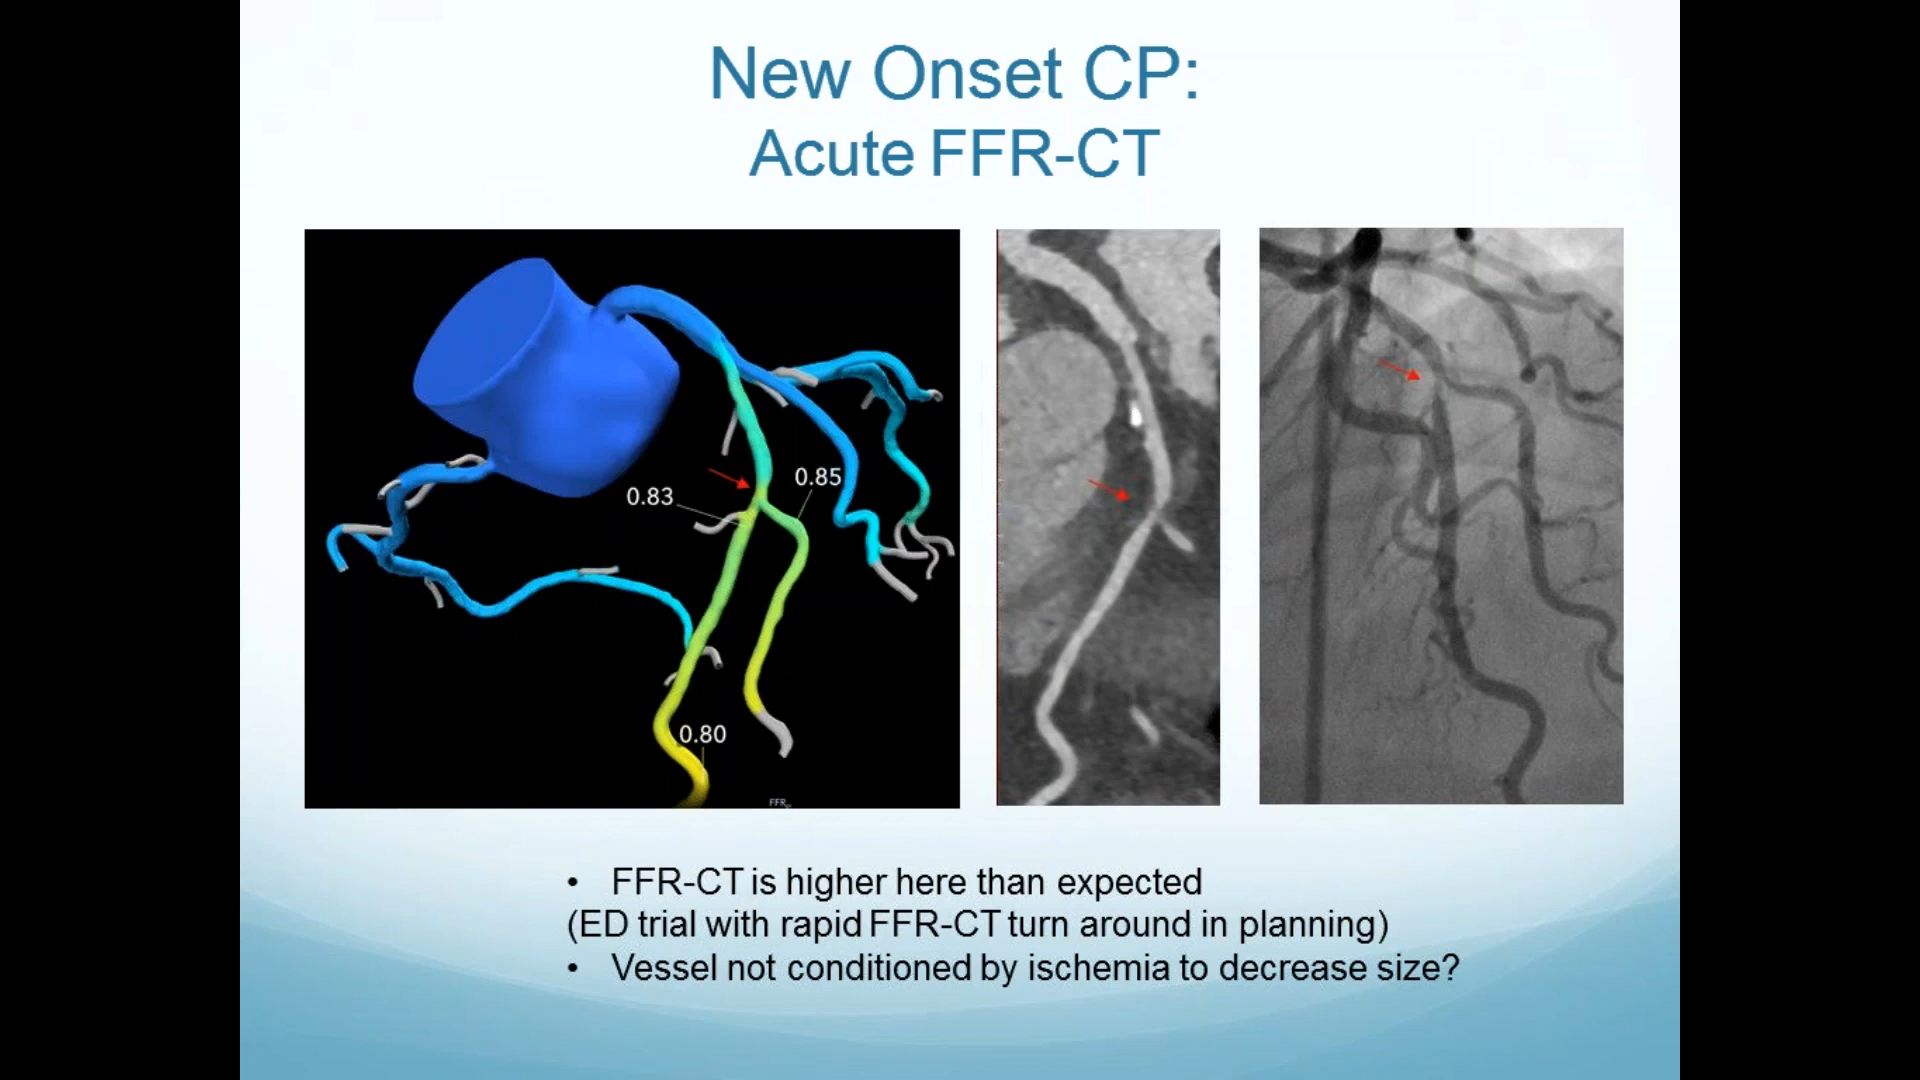 New Onset CP:
Acute FFR-CT
0.83
0.85
0.80
FFR
• FFR-CT is higher here than expected
(ED trial with rapid FFR-CT turn around in planning)
• Vessel not conditioned by ischemia to decrease size?